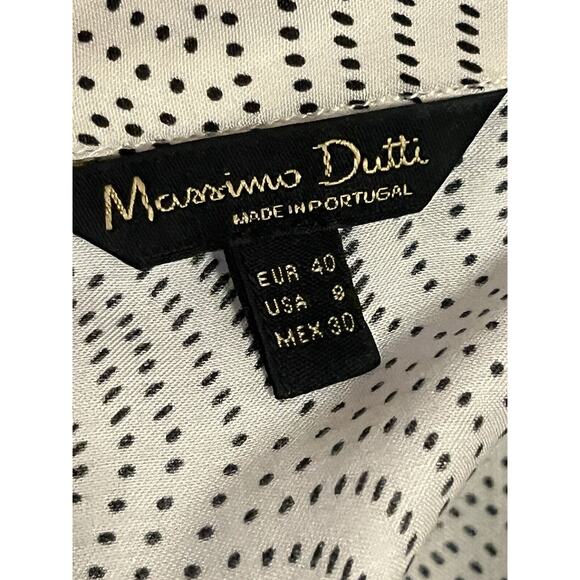 Massimo Dutti
MADE IN PORTUGAL
EUR 40
USA 8
MEX 30